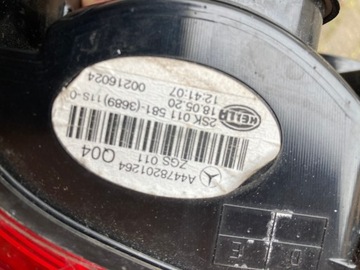 A4478201264 Q04
ZGS 011
2SK 011 581-(3689)11S-0
18.05.20
12:41:07 00216024
HELLA
D
E